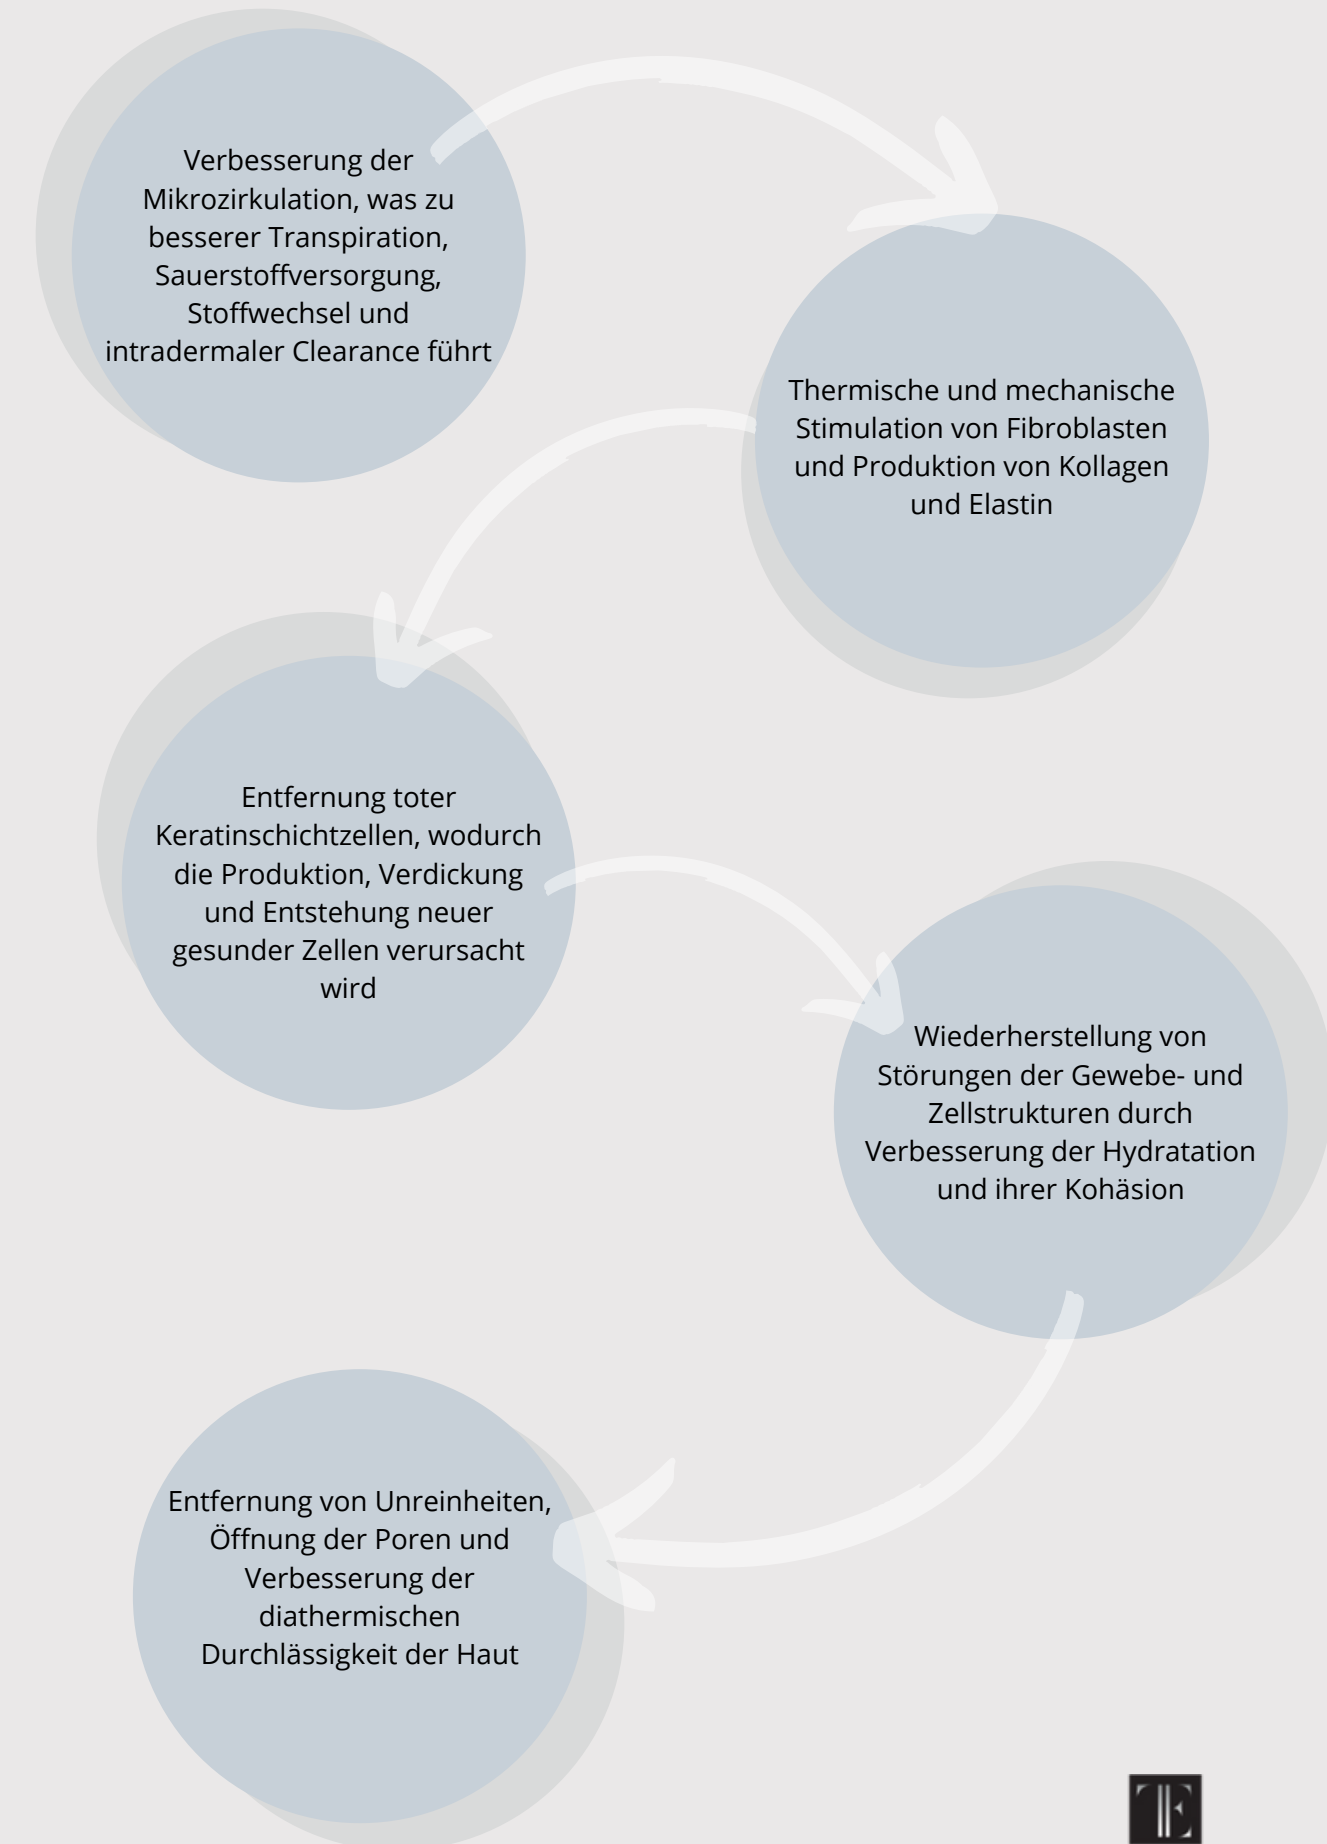 Verbesserung der
Mikrozirkulation, was zu
besserer Transpiration,
Sauerstoffversorgung,
Stoffwechsel und
intradermaler Clearance führt
Thermische und mechanische
Stimulation von Fibroblasten
und Produktion von Kollagen
und Elastin
Entfernung toter
Keratinschichtzellen, wodurch
die Produktion, Verdickung
und Entstehung neuer
gesunder Zellen verursacht
wird
Wiederherstellung von
Störungen der Gewebe- und
Zellstrukturen durch
Verbesserung der Hydratation
und ihrer Kohäsion
Entfernung von Unreinheiten,
Öffnung der Poren und
Verbesserung der
diathermischen
Durchlässigkeit der Haut
TE